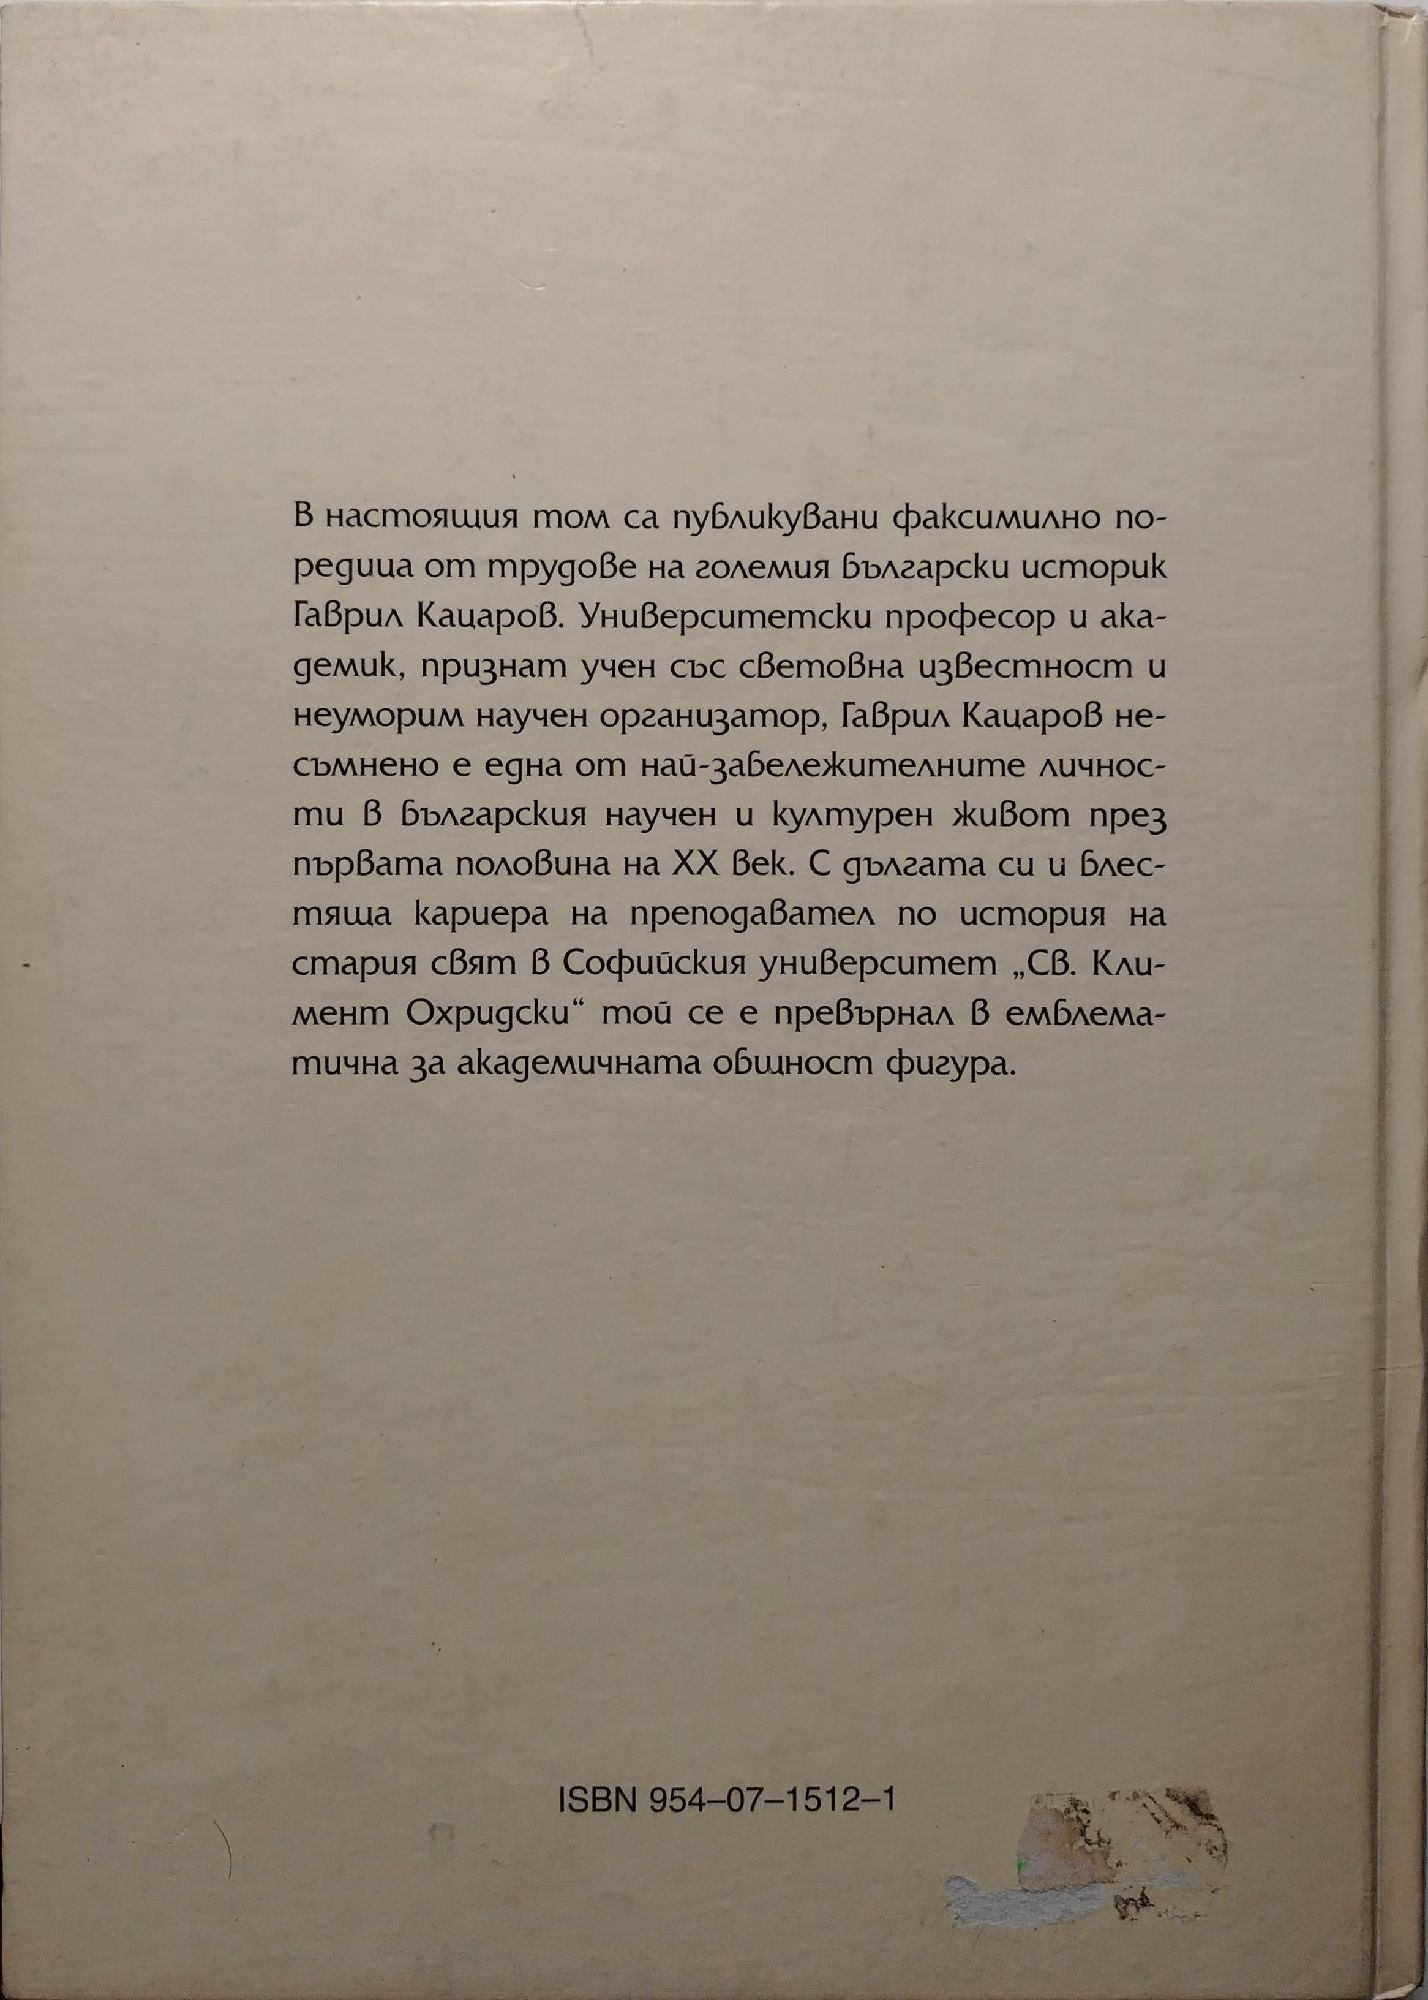 В настоящия том са публикувани факсимилно по-
редица от трудове на големия български историк
Гаврил Кацаров. Университетски професор и ака-
демик, признат учен със световна известност и
неуморим научен организатор, Гаврил Кацаров не-
съмнено е една от най-забележителните личнос-
ти в българския научен и културен живот през
първата половина на XX век. С дългата си и блес-
тяща кариера на преподавател по история на
стария свят в Софийския университет „Св. Кли-
мент Охридски“ той се е превърнал в емблема-
тична за академичната общност фигура.
ISBN 954–07–1512–1